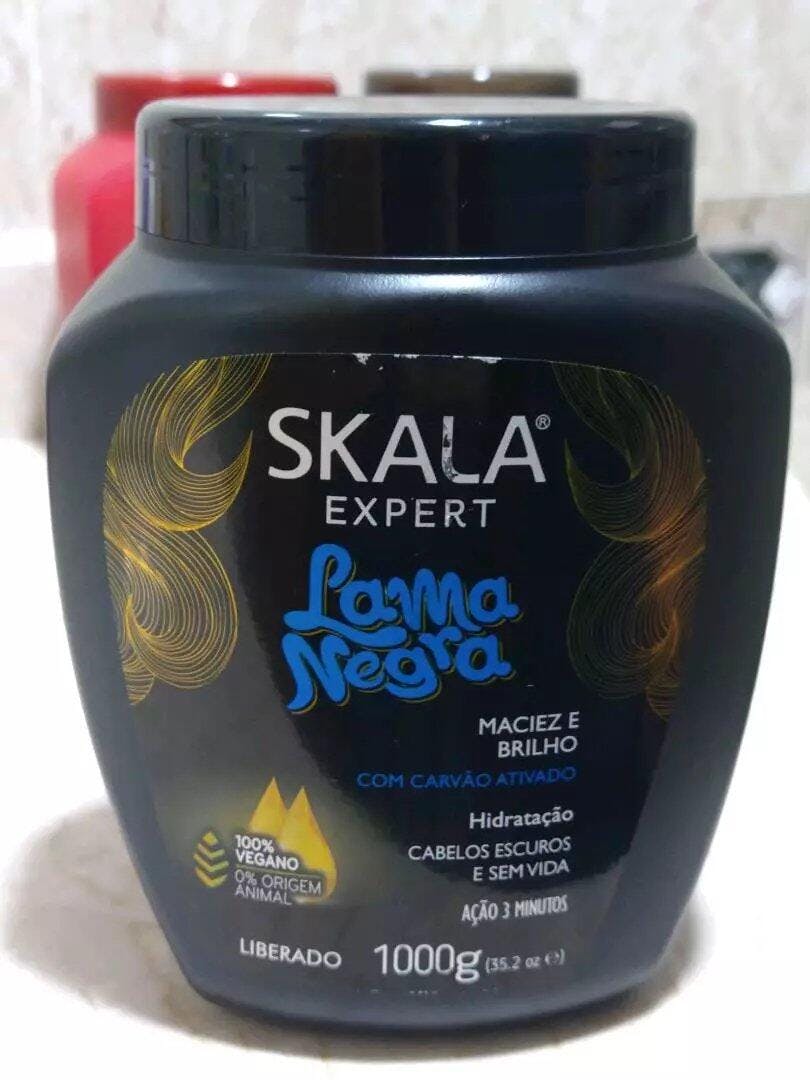 SKALA®
EXPERT
Lama
Negra
MACIEZ E
BRILHO
COM CARVÃO ATIVADO
Hidratação
CABELOS ESCUROS
E SEM VIDA
AÇÃO 3 MINUTOS
100%
VEGANO
0% ORIGEM
ANIMAL
LIBERADO
1000g (35.2 oz ℮)